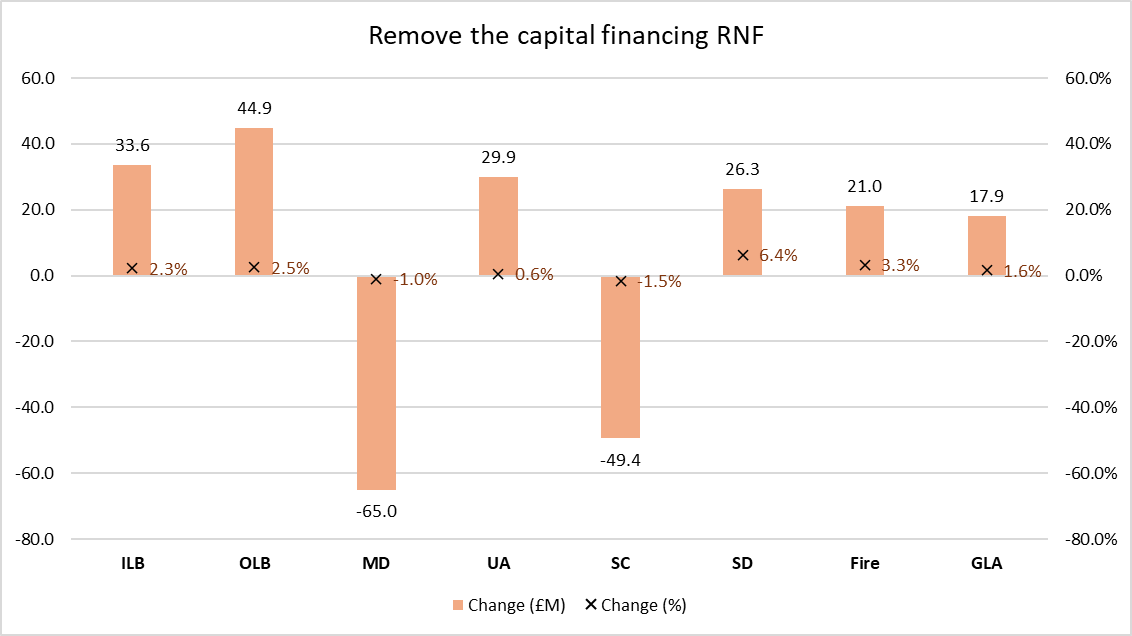 Remove the capital financing RNF
60.0 60.0%
44.9
40.0 33.6 29.9 40.0%
26.3
21.0 17.9
20.0 20.0%
0.0 2.3% 2.5% -1.0% 0.6% -1.5% 6.4% 3.3% 1.6% 0.0%
-20.0 -20.0%
-40.0 -40.0%
-49.4
-60.0 -60.0%
-65.0
-80.0 -80.0%
ILB OLB MD UA SC SD Fire GLA
Change (£M) Change (%)